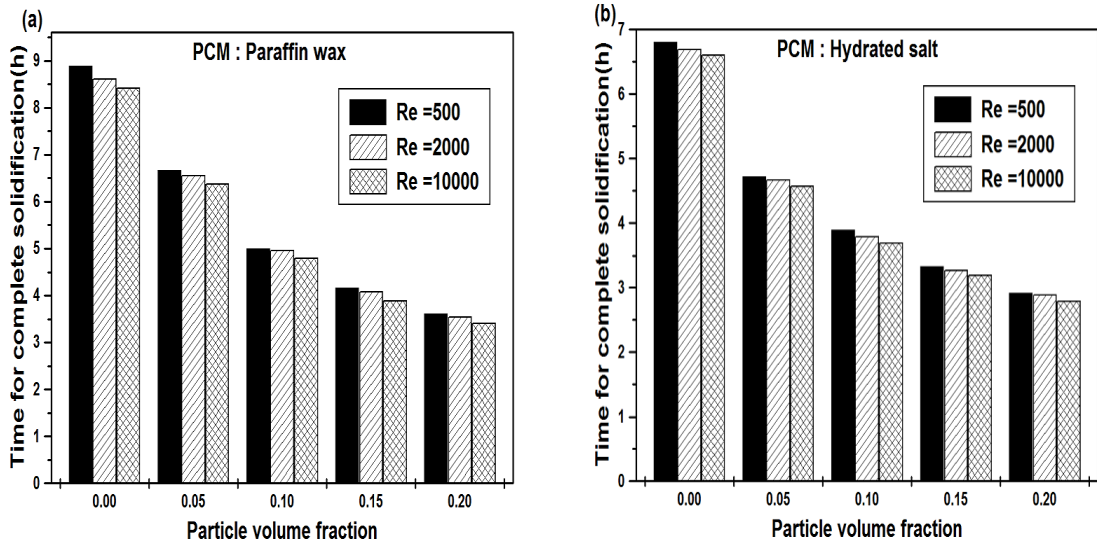 (a)
PCM : Paraffin wax
Re =500
Re =2000
Re =10000
Time for complete solidification(h)
9
8
7
6
5
4
3
2
1
0
0.00 0.05 0.10 0.15 0.20
Particle volume fraction
(b)
PCM : Hydrated salt
Re =500
Re =2000
Re =10000
Time for complete solidification(h)
7
6
5
4
3
2
1
0
0.00 0.05 0.10 0.15 0.20
Particle volume fraction